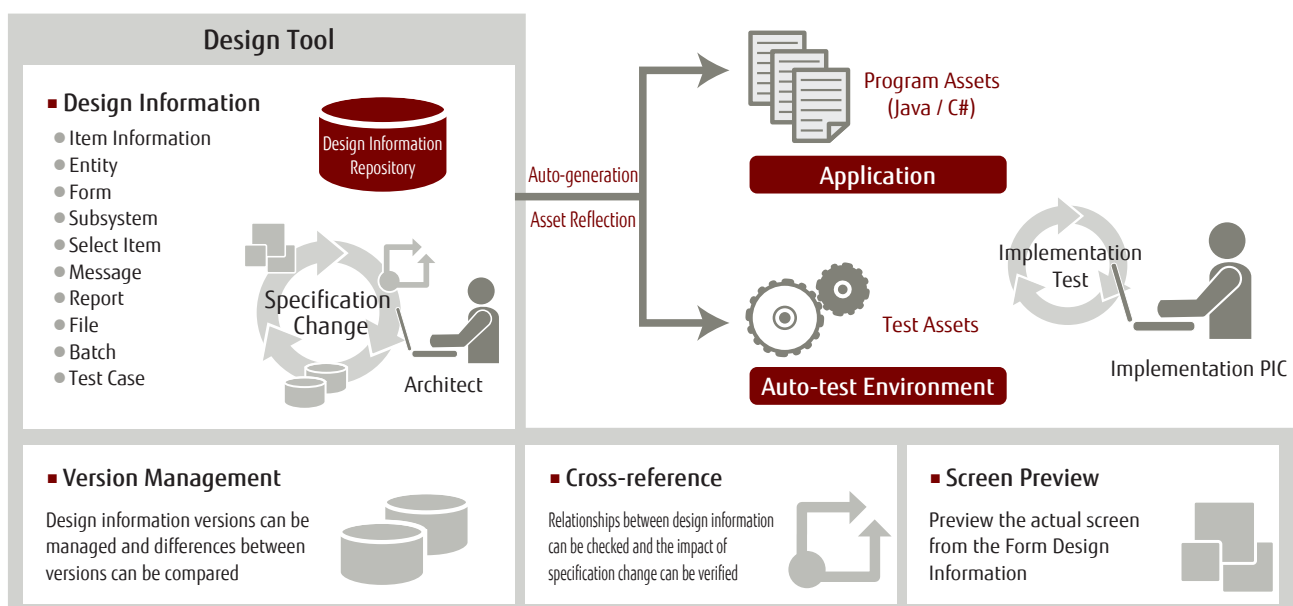 Design Tool
Design Information
Item Information
Entity
Form
Subsystem
Select Item
Message
Report
File
Batch
Test Case
Design Information
Repository
Specification
Change
Architect
Auto-generation
Asset Reflection
Program Assets
(Java / C#)
Application
Test Assets
Auto-test Environment
Implementation
Test
Implementation PIC
Version Management
Design information versions can be
managed and differences between
versions can be compared
Cross-reference
Relationships between design information
can be checked and the impact of
specification change can be verified
Screen Preview
Preview the actual screen
from the Form Design
Information